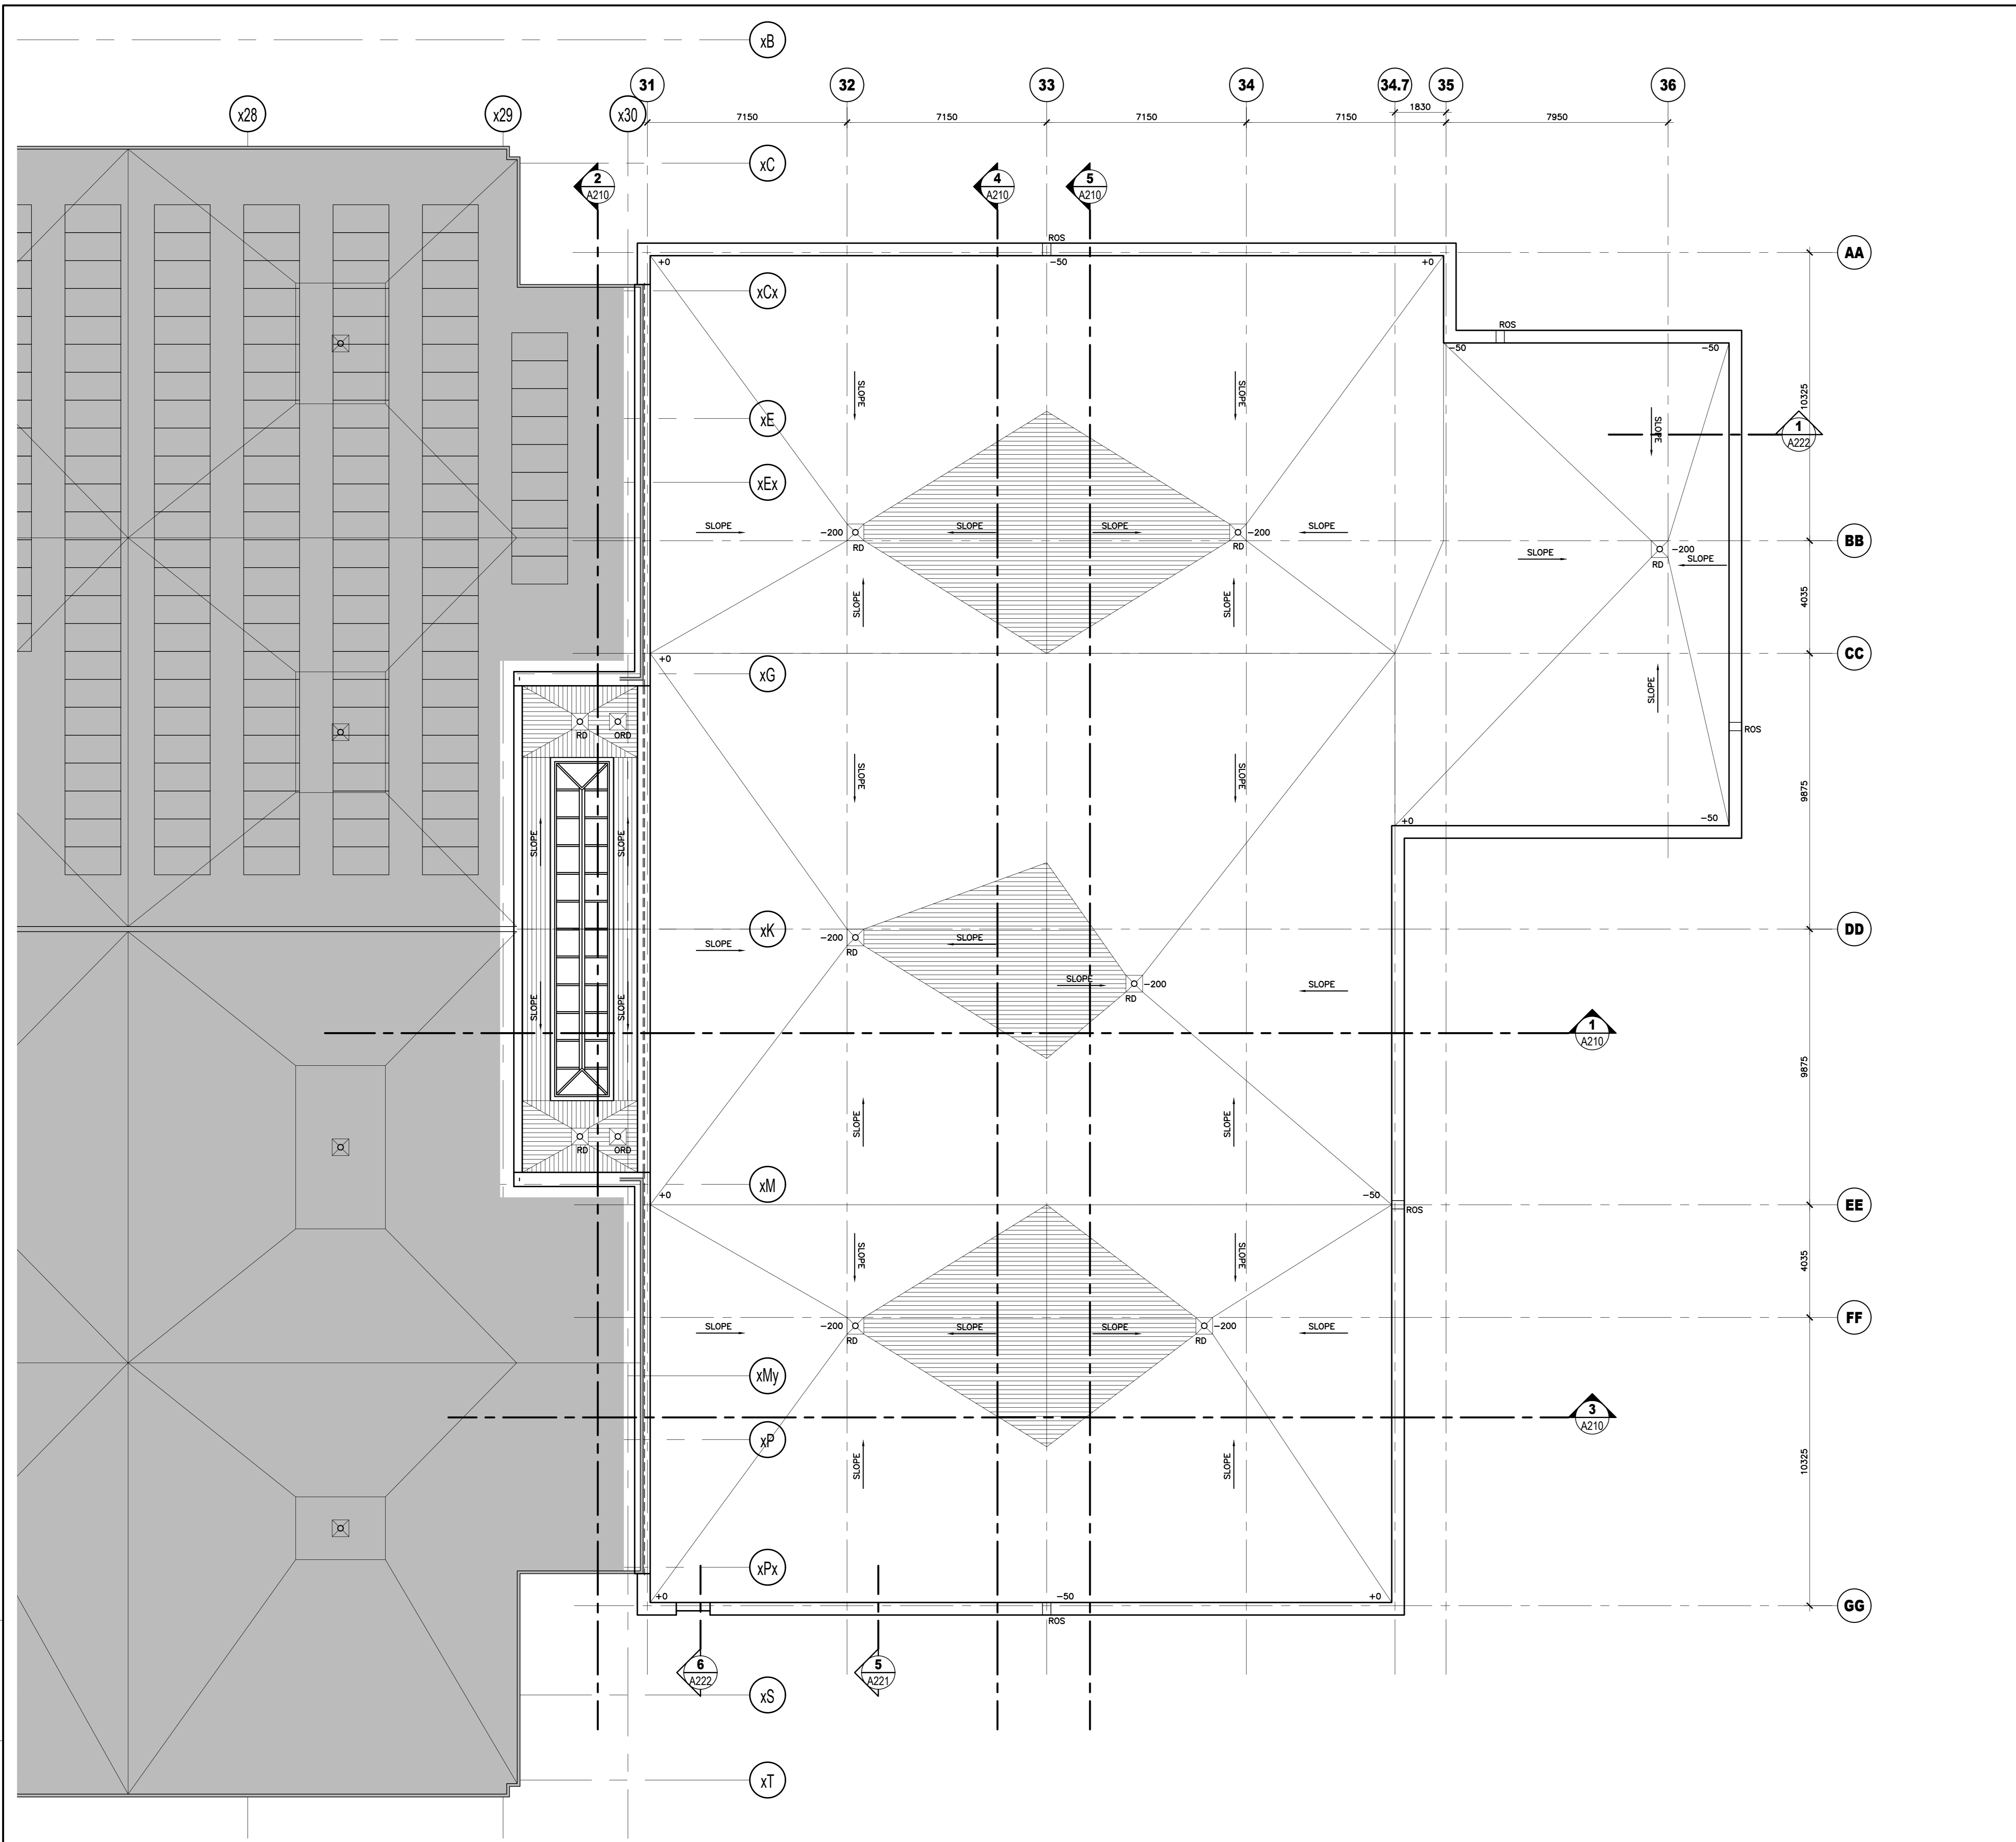 xB
31
32
33
34
34.7
35
36
x28
x29
x30
1830
7150
7150
7150
7150
7950
xC
2
A210
4
A210
5
A210
ROS
AA
+0
-50
+0
xCx
ROS
-50
-50
SLOPE
SLOPE
10325
xE
SLOPE
1
A222
xEx
SLOPE
-200
SLOPE
SLOPE
-200
SLOPE
RD
RD
BB
SLOPE
-200
SLOPE
RD
SLOPE
SLOPE
4035
+0
CC
xG
SLOPE
RD
ORD
ROS
SLOPE
SLOPE
9875
SLOPE
SLOPE
+0
-50
xK
DD
-200
SLOPE
SLOPE
RD
SLOPE
-200
SLOPE
RD
SLOPE
SLOPE
1
A210
9875
SLOPE
SLOPE
RD
ORD
xM
+0
-50
EE
ROS
SLOPE
SLOPE
4035
FF
SLOPE
-200
SLOPE
SLOPE
-200
SLOPE
RD
RD
xMy
3
A210
xP
SLOPE
SLOPE
10325
xPx
+0
-50
+0
GG
ROS
6
A222
5
A221
xS
xT